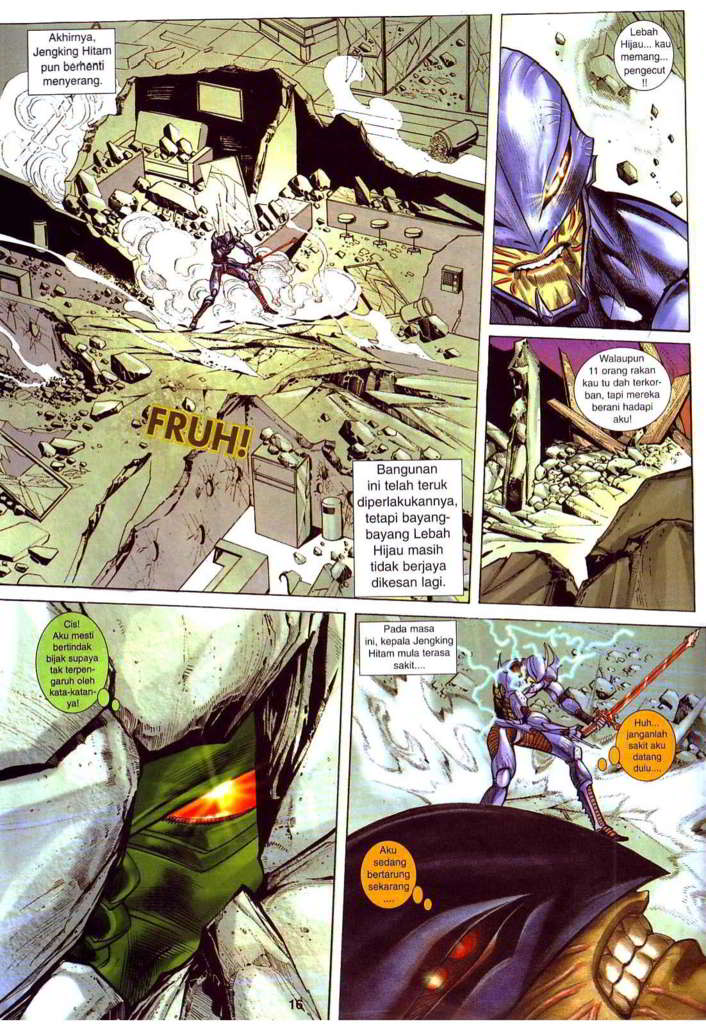 Akhirnya,
Jengking Hitam
pun berhenti
menyerang.
FRUH!
Bangunan
ini telah teruk
diperlakukannya,
tetapi bayang-
bayang Lebah
Hijau masih
tidak berjaya
dikesan lagi.
Lebah
Hijau... kau
memang...
pengecut
!!
Walaupun
11 orang rakan
kau tu dah terkor-
ban, tapi mereka
berani hadapi
aku!
Cis!
Aku mesti
bertindak
bijak supaya
tak terpen-
garuh oleh
kata-katan-
ya!
Pada masa
ini, kepala Jengking
Hitam mula terasa
sakit....
Huh...
janganlah
sakit aku
datang
dulu....
Aku
sedang
bertarung
sekarang
....
16